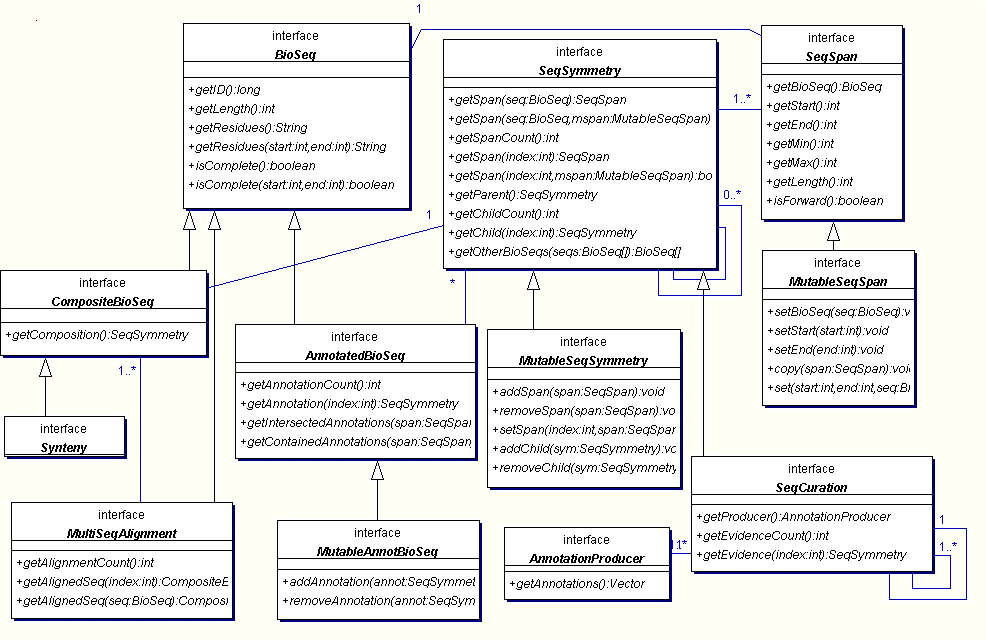 interface
BioSeq
+getID():long
+getLength():int
+getResidues():String
+getResidues(start:int,end:int):String
+isComplete():boolean
+isComplete(start:int,end:int):boolean
1
interface
SeqSymmetry
+getSpan(seq:BioSeq):SeqSpan
+getSpan(seq:BioSeq,mspan:MutableSeqSpan)
+getSpanCount():int
+getSpan(index:int):SeqSpan
+getSpan(index:int,mspan:MutableSeqSpan):bo
+getParent():SeqSymmetry
+getChildCount():int
+getChild(index:int):SeqSymmetry
+getOtherBioSeqs(seqs:BioSeq[]):BioSeq[]
1..*
0..*
1
*
interface
SeqSpan
+getBioSeq():BioSeq
+getStart():int
+getEnd():int
+getMin():int
+getMax():int
+getLength():int
+isForward():boolean
interface
CompositeBioSeq
+getComposition():SeqSymmetry
1..*
interface
Synteny
interface
AnnotatedBioSeq
+getAnnotationCount():int
+getAnnotation(index:int):SeqSymmetry
+getIntersectedAnnotations(span:SeqSpan
+getContainedAnnotations(span:SeqSpan
interface
MutableSeqSymmetry
+addSpan(span:SeqSpan):void
+removeSpan(span:SeqSpan):vo
+setSpan(index:int,span:SeqSpar
+addChild(sym:SeqSymmetry):vc
+removeChild(sym:SeqSymmetry
interface
MutableSeqSpan
+setBioSeq(seq:BioSeq):v
+setStart(start:int):void
+setEnd(end:int):void
+copy(span:SeqSpan):voi
+set(start:int,end:int,seq:Bi
interface
MultiSeqAlignment
+getAlignmentCount():int
+getAlignedSeq(index:int):CompositeE
+getAlignedSeq(seq:BioSeq):Composi
interface
MutableAnnotBioSeq
+addAnnotation(annot:SeqSymmet
+removeAnnotation(annot:SeqSym
interface
AnnotationProducer
+getAnnotations():Vector
1..*
interface
SeqCuration
+getProducer():AnnotationProducer
+getEvidenceCount():int
+getEvidence(index:int):SeqSymmetry
1
1..*